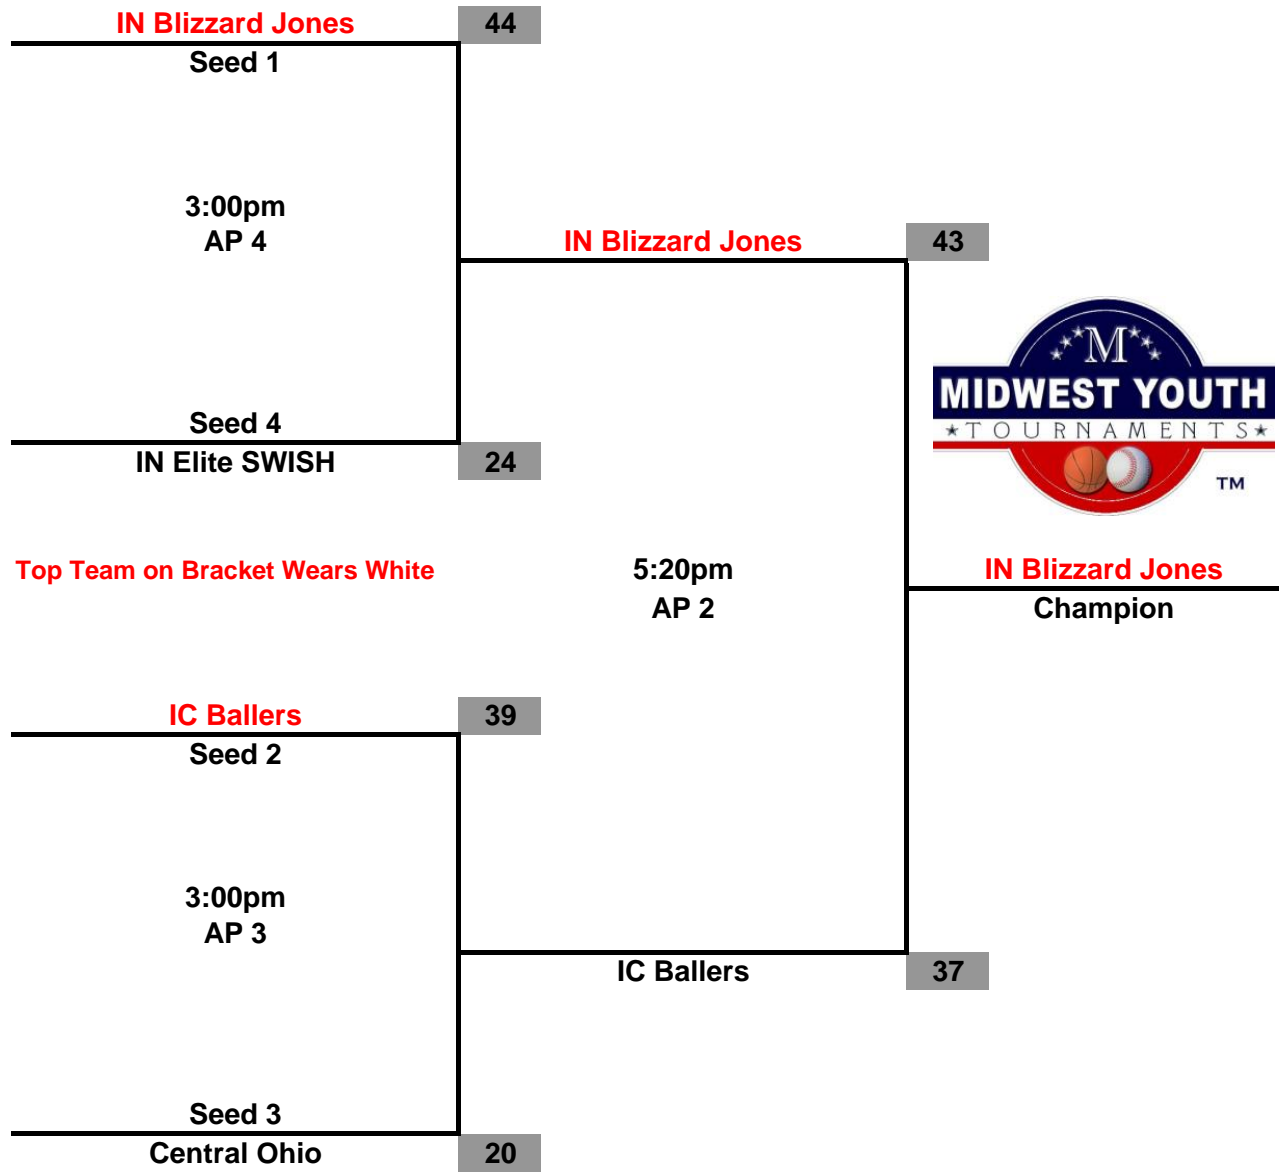 IN Blizzard Jones 44
Seed 1
3:00pm
AP 4
IN Blizzard Jones 43
M
MIDWEST YOUTH
TOURNAMENTS
TM
Seed 4
IN Elite SWISH 24
Top Team on Bracket Wears White
5:20pm
AP 2
IN Blizzard Jones
Champion
IC Ballers 39
Seed 2
3:00pm
AP 3
IC Ballers 37
Seed 3
Central Ohio 20